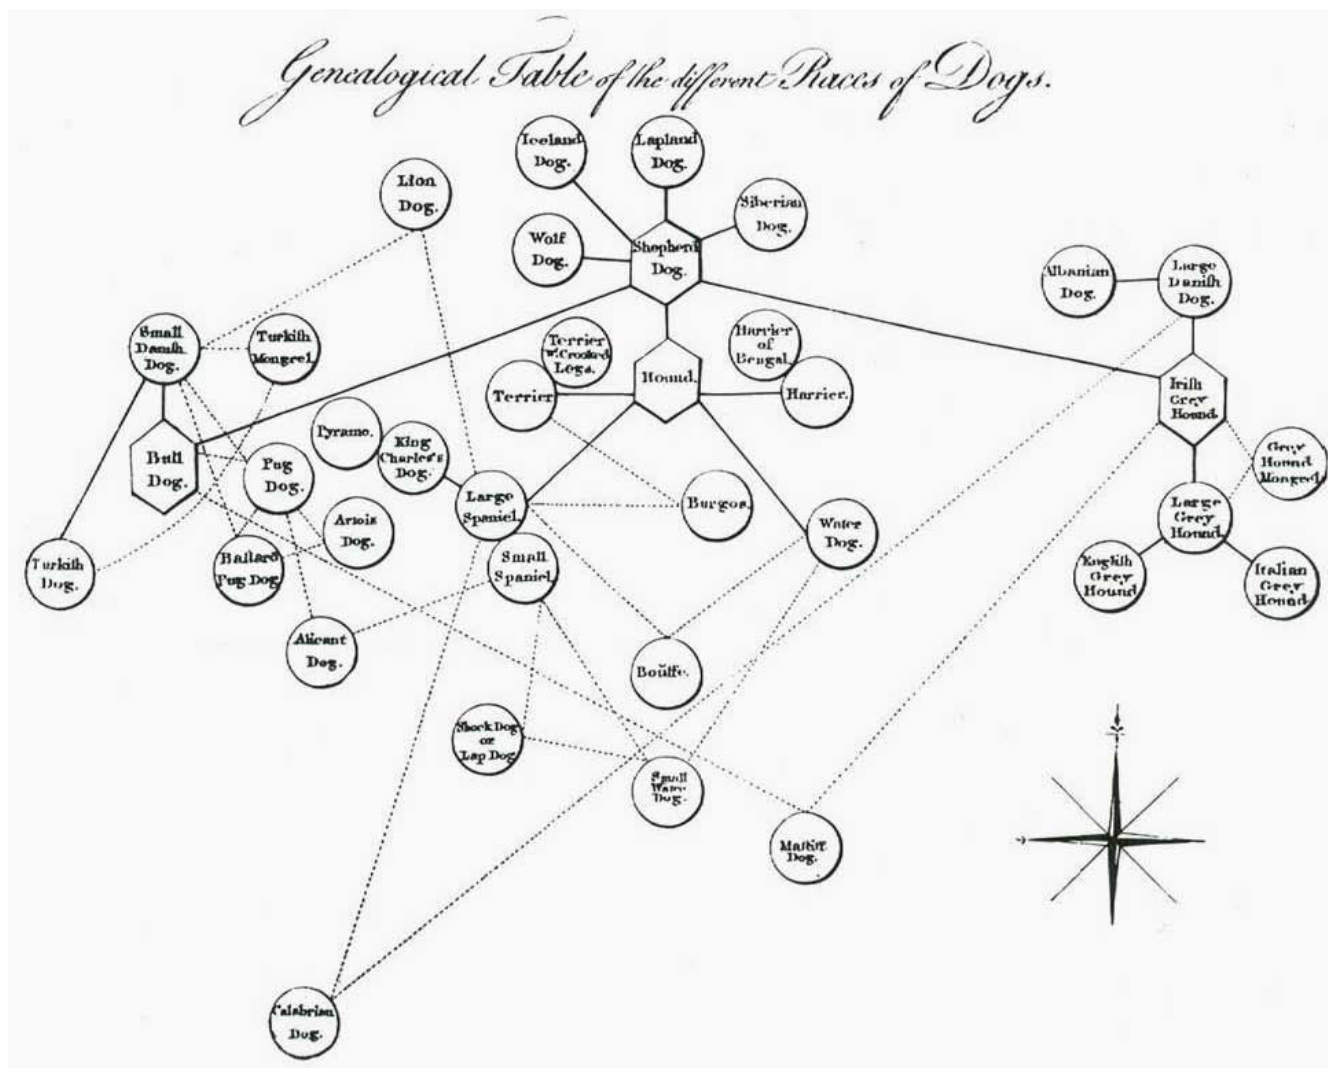 Genealogical Table of the different Races of Dogs.
Iceland
Dog.
Lapland
Dog.
Lion
Dog.
Siberian
Dog.
Wolf
Dog.
Shepherd
Dog.
Albanian
Dog.
Large
Danish
Dog.
Small
Danish
Dog.
Turkish
Mongrel.
Terrier
w. Crooked
Legs.
Harrier
of
Bengal.
Hound.
Terrier
Harrier.
Irish
Grey
Hound.
Pyrame.
King
Charles's
Dog.
Bull
Dog.
Pug
Dog.
Grey
Hound
Mongrel.
Large
Spaniel.
Burgos.
Large
Grey
Hound.
Artois
Dog.
Water
Dog.
Turkish
Dog.
Bastard
Pug Dog
Small
Spaniel.
English
Grey
Hound
Italian
Grey
Hound.
Alicant
Dog.
Shock Dog
or
Lap Dog
Small
Water
Dog.
Mastiff
Dog.
Calabrian
Dog.